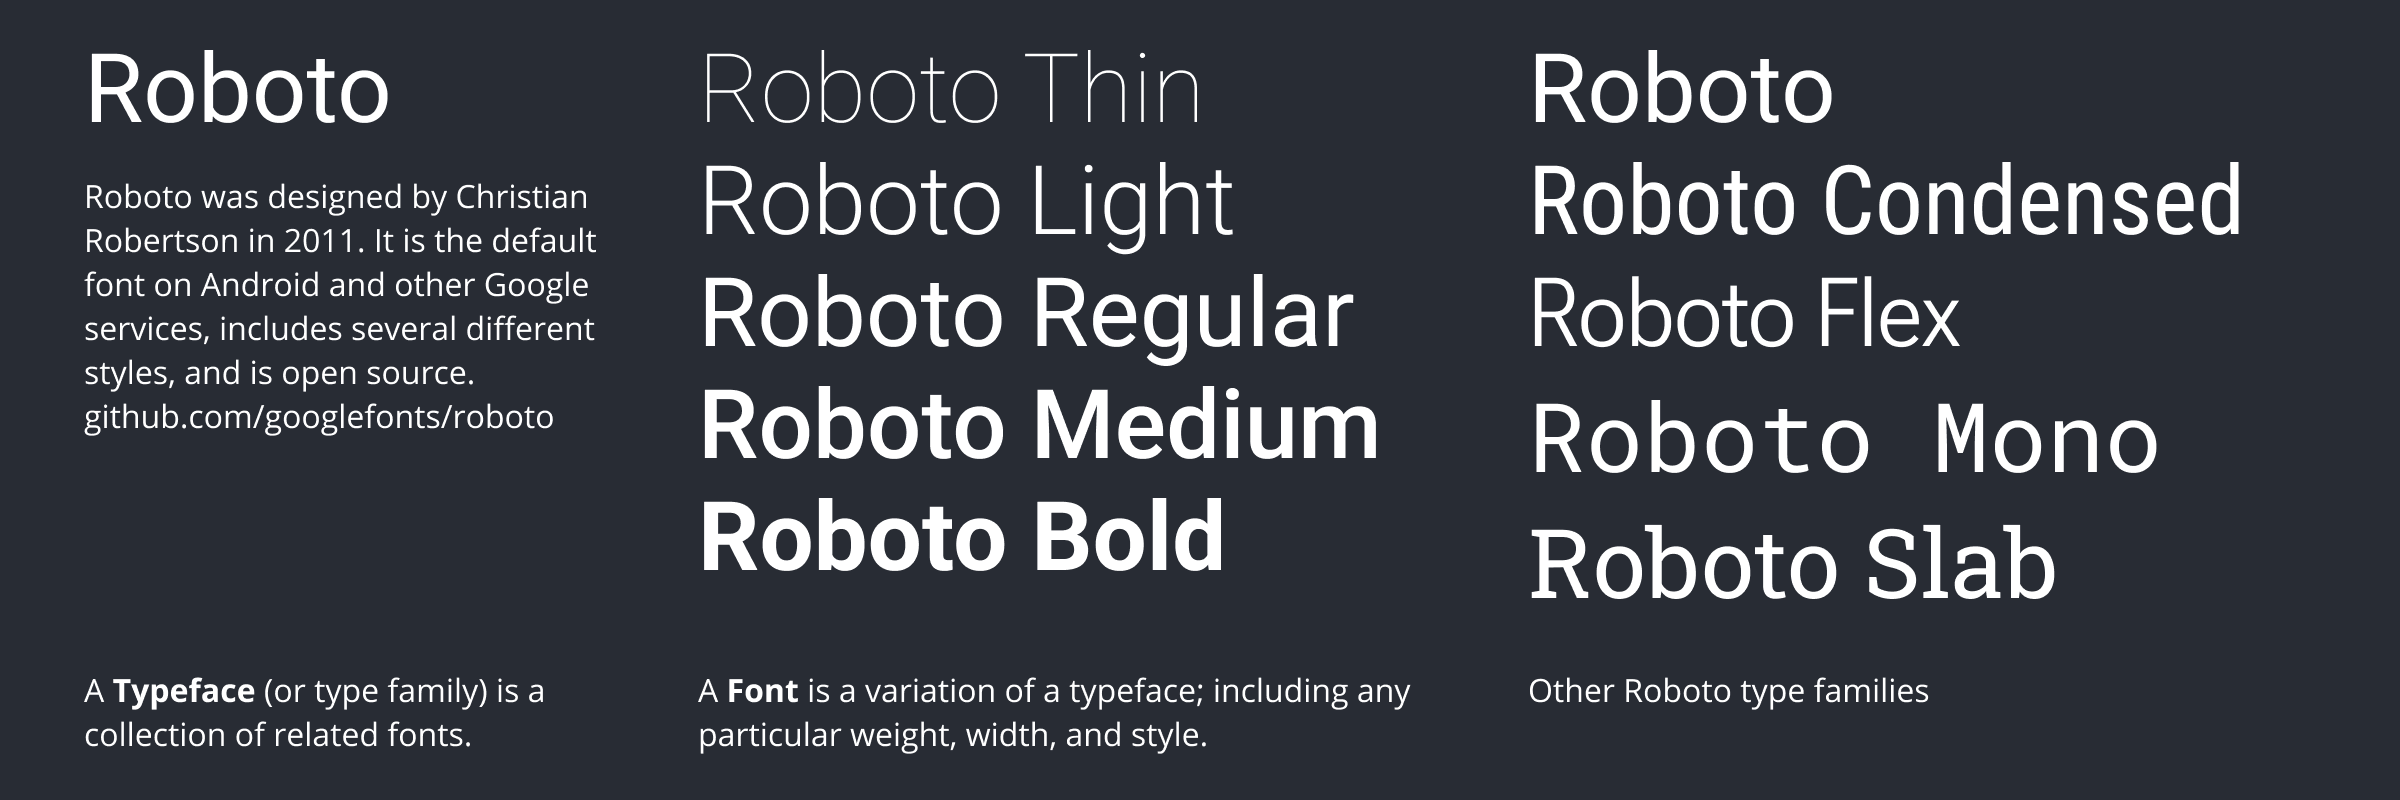 Roboto
Roboto was designed by Christian
Robertson in 2011. It is the default
font on Android and other Google
services, includes several different
styles, and is open source.
github.com/googlefonts/roboto
A Typeface (or type family) is a
collection of related fonts.
Roboto Thin
Roboto Light
Roboto Regular
Roboto Medium
Roboto Bold
A Font is a variation of a typeface; including any
particular weight, width, and style.
Roboto
Roboto Condensed
Roboto Flex
Roboto Mono
Roboto Slab
Other Roboto type families